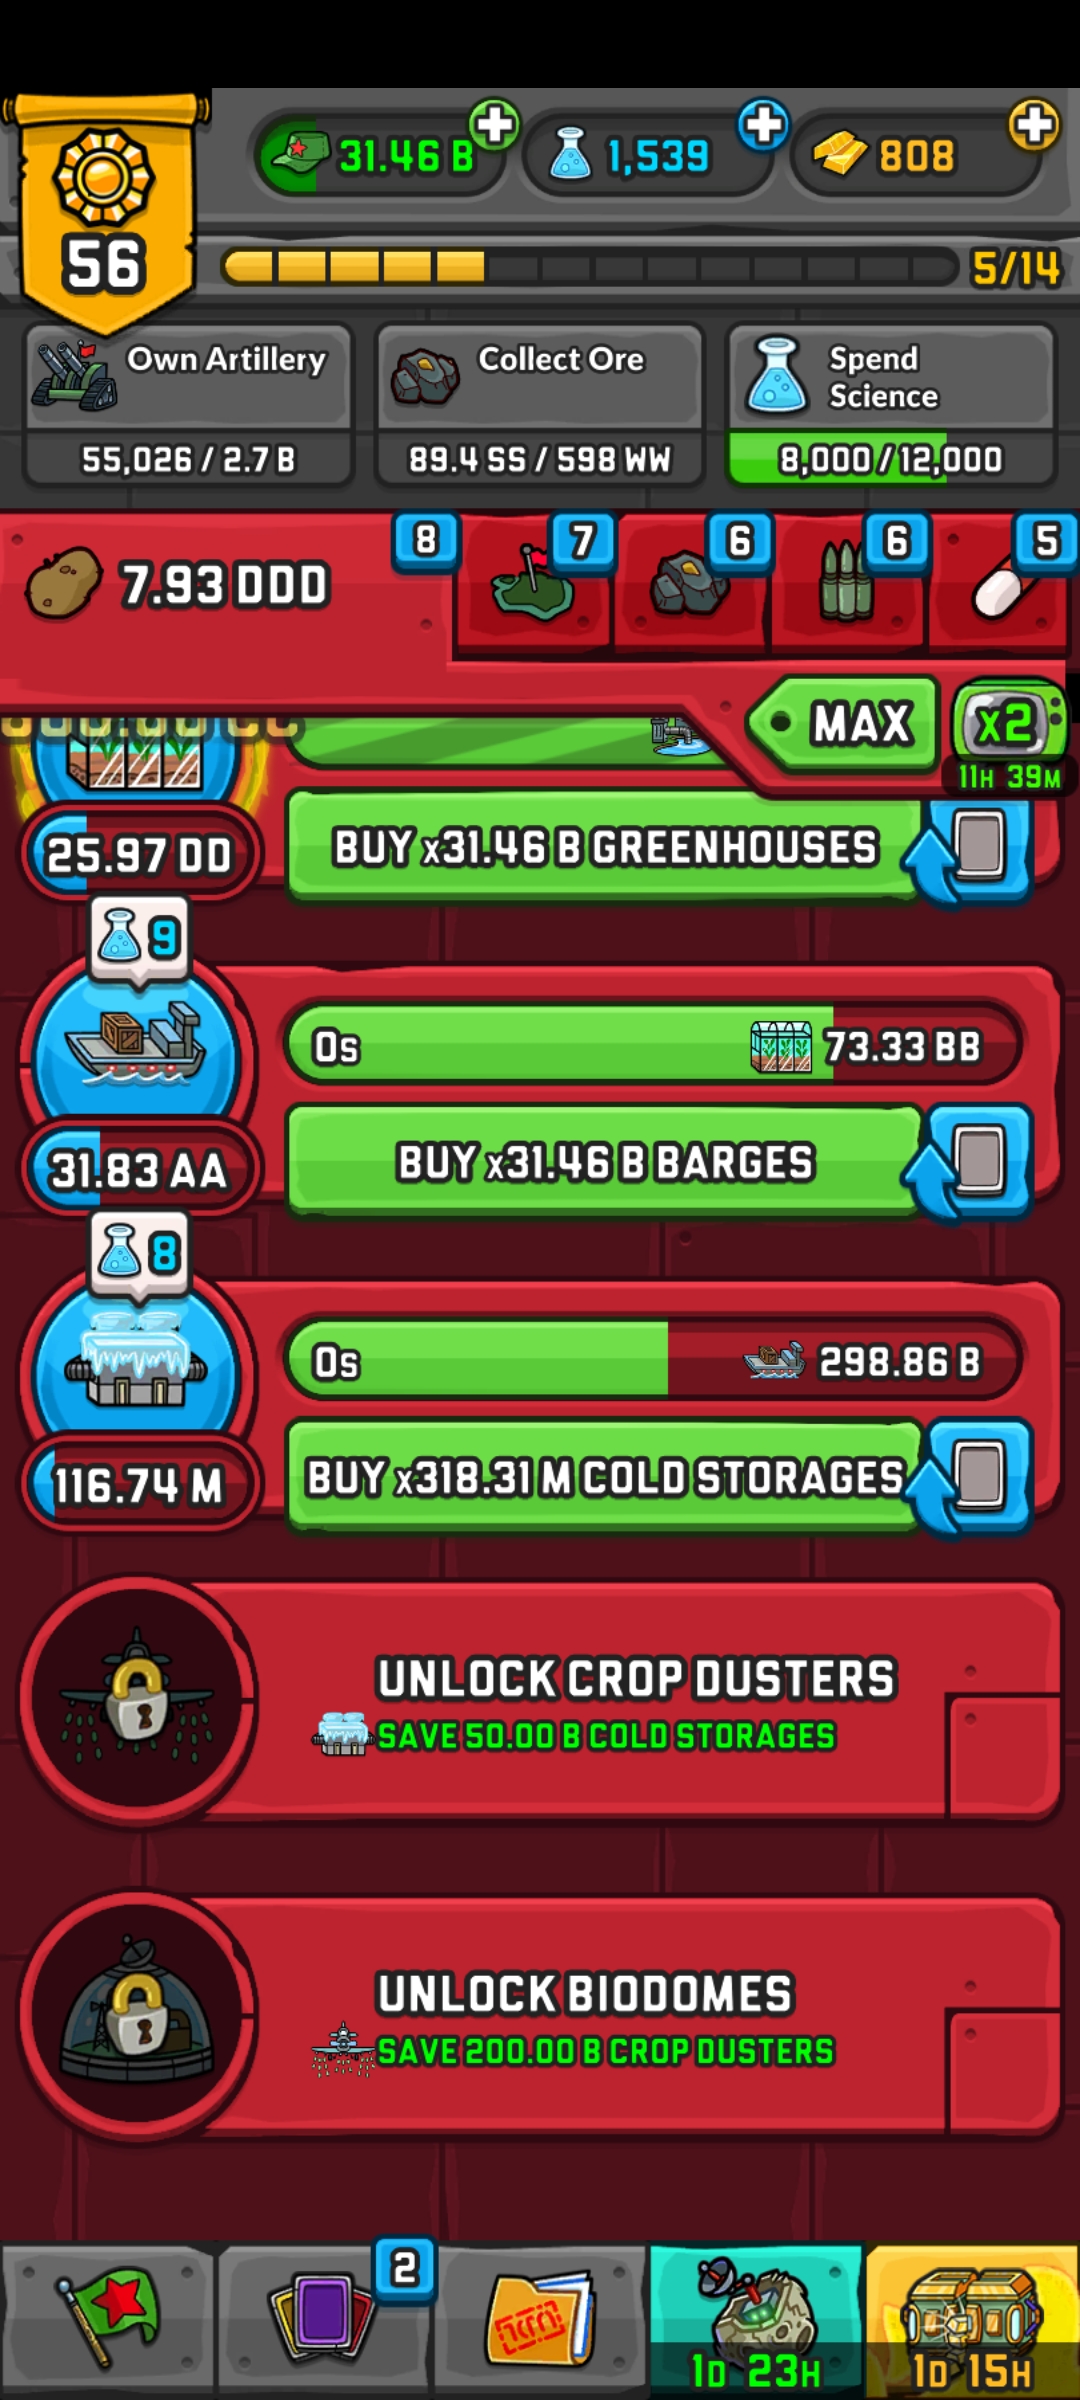 31.46 B
1,539
808
56
5/14
Own Artillery
55,026 / 2.7 B
Collect Ore
89.4 SS / 598 WW
Spend
Science
8,000 / 12,000
7.93 DDD
8
7
6
6
5
MAX
x2
11H 39M
25.97 DD
BUY x31.46 B GREENHOUSES
9
0s
73.33 BB
31.83 AA
BUY x31.46 B BARGES
8
0s
298.86 B
116.74 M
BUY x318.31 M COLD STORAGES
UNLOCK CROP DUSTERS
SAVE 50.00 B COLD STORAGES
UNLOCK BIODOMES
SAVE 200.00 B CROP DUSTERS
2
1D 23H
1D 15H